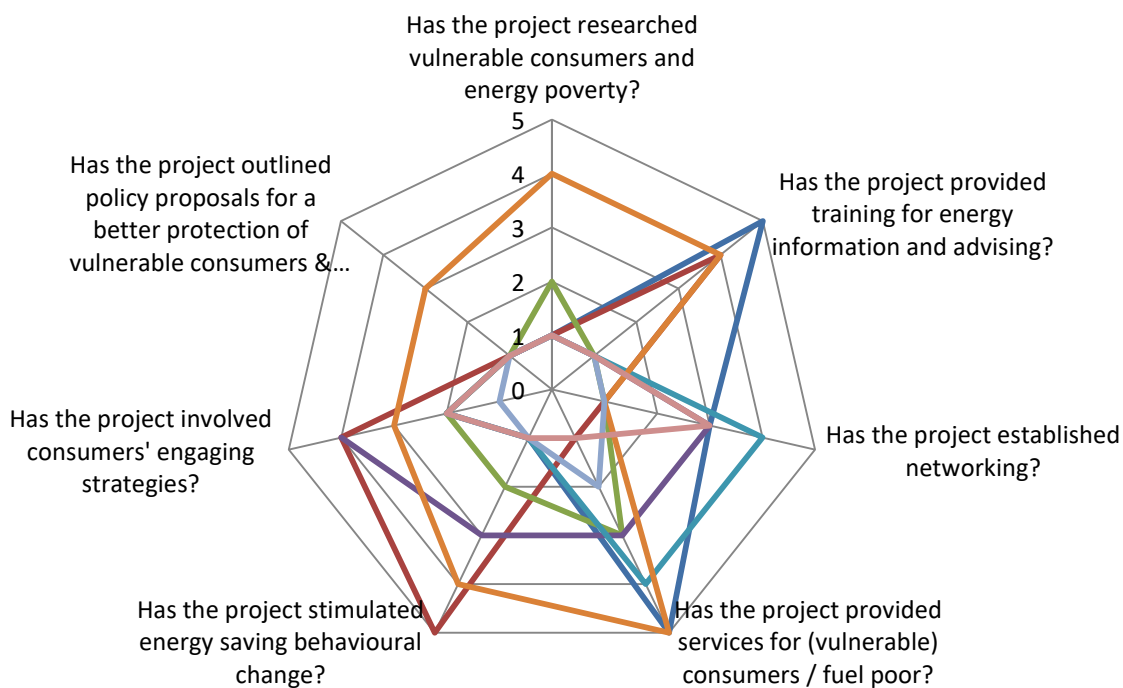 Has the project researched
vulnerable consumers and
energy poverty?
Has the project provided
training for energy
information and advising?
Has the project established
networking?
Has the project provided
services for (vulnerable)
consumers / fuel poor?
Has the project stimulated
energy saving behavioural
change?
Has the project involved
consumers' engaging
strategies?
Has the project outlined
policy proposals for a
better protection of
vulnerable consumers &...
5
4
3
2
1
0